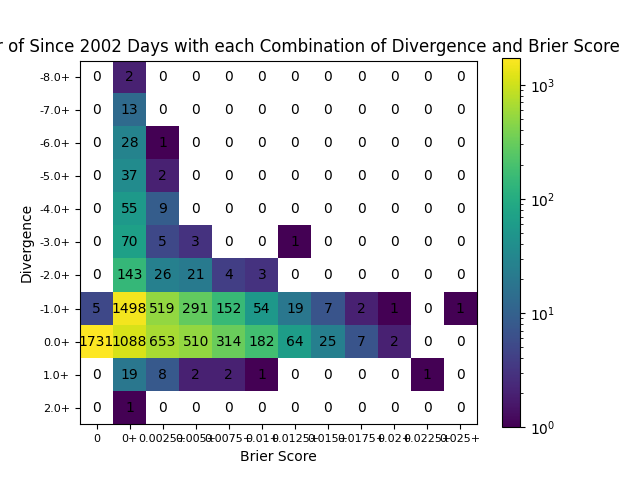 r of Since 2002 Days with each Combination of Divergence and Brier Score
-8.0+ 0 2 0 0 0 0 0 0 0 0 0 0
-7.0+ 0 13 0 0 0 0 0 0 0 0 0 0
-6.0+ 0 28 1 0 0 0 0 0 0 0 0 0
-5.0+ 0 37 2 0 0 0 0 0 0 0 0 0
-4.0+ 0 55 9 0 0 0 0 0 0 0 0 0
-3.0+ 0 70 5 3 0 0 1 0 0 0 0 0
-2.0+ 0 143 26 21 4 3 0 0 0 0 0 0
-1.0+ 5 1498 519 291 152 54 19 7 2 1 0 1
0.0+ 1731 1088 653 510 314 182 64 25 7 2 0 0
1.0+ 0 19 8 2 2 1 0 0 0 0 1 0
2.0+ 0 1 0 0 0 0 0 0 0 0 0 0
0 0+ 0.0025+ 0.005+ 0.0075+ 0.01+ 0.0125+ 0.015+ 0.0175+ 0.02+ 0.0225+ 0.025+
Brier Score
Divergence
10³
10²
10¹
10⁰